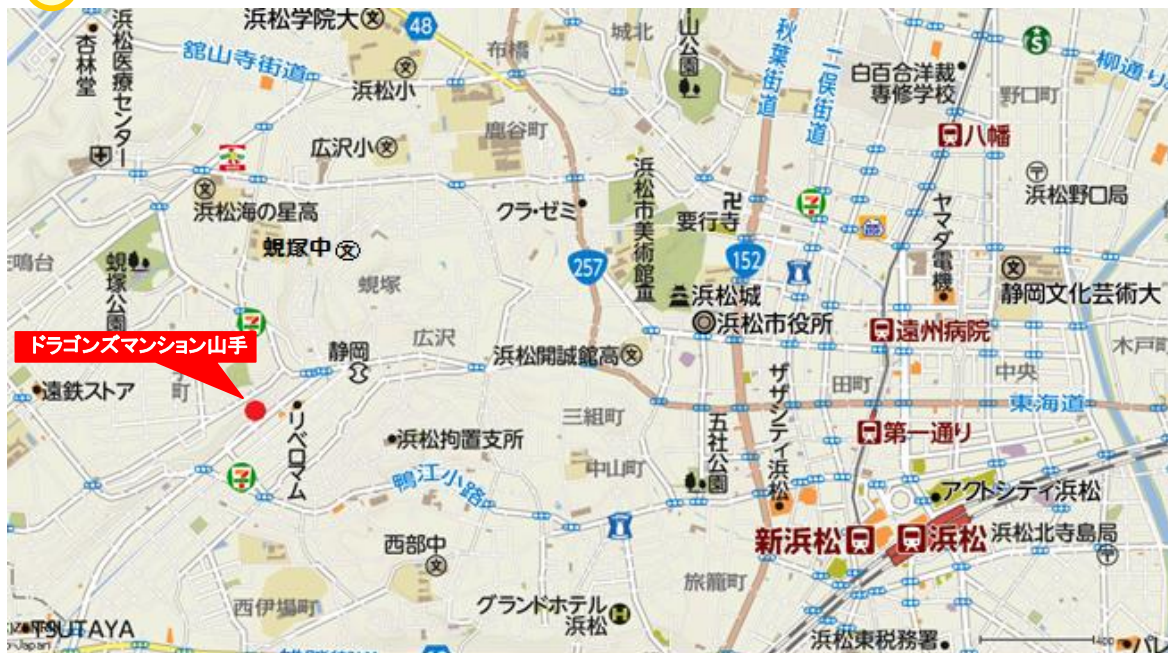 浜松学院大
48
布橋
城北
秋葉街道
二俣街道
柳通り
浜松医療センター
杏林堂
舘山寺街道
浜松小
山公園
白百合洋裁
専修学校
野口町
鹿谷町
八幡
広沢小
浜松野口局
浜松海の星高
クラ・ゼミ
浜松市美術館
要行寺
ヤマダ電機
鳴台
蜆塚公園
蜆塚中
蜆塚
257
152
静岡文化芸術大
浜松城
浜松市役所
遠州病院
ドラゴンズマンション山手
静岡
広沢
浜松開誠館高
木戸町
遠鉄ストア
町
ザザシティ浜松
田町
中央
東海道
リベロマム
三組町
五社公園
第一通り
浜松拘置支所
中山町
鴨江小路
アクトシティ浜松
西部中
新浜松
浜松
浜松北寺島局
旅籠町
西伊場町
グランドホテル
浜松
TSUTAYA
浜松東税務署
400